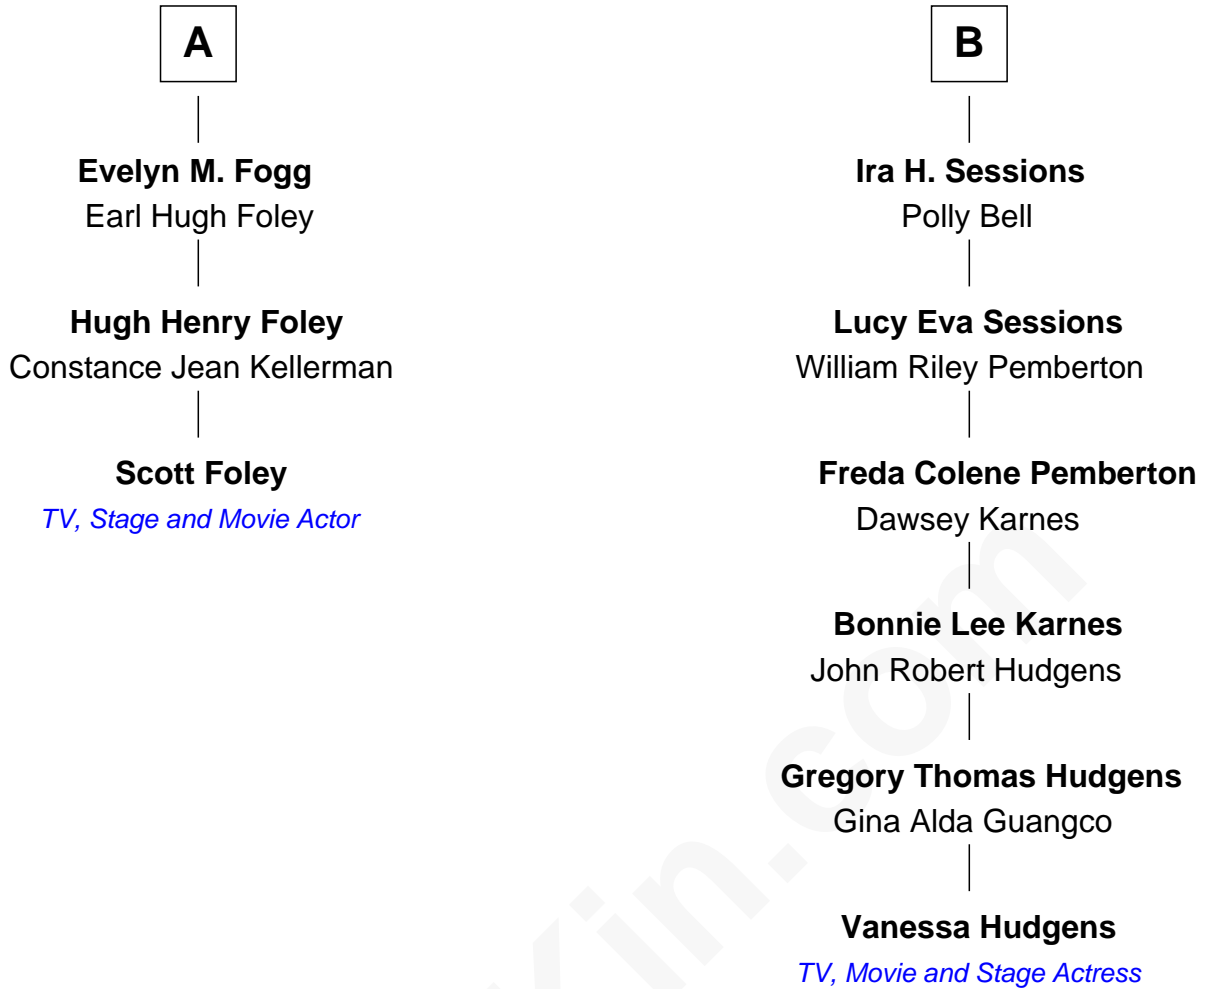 A
Evelyn M. Fogg
Earl Hugh Foley
Hugh Henry Foley
Constance Jean Kellerman
Scott Foley
TV, Stage and Movie Actor
B
Ira H. Sessions
Polly Bell
Lucy Eva Sessions
William Riley Pemberton
Freda Colene Pemberton
Dawsey Karnes
Bonnie Lee Karnes
John Robert Hudgens
Gregory Thomas Hudgens
Gina Alda Guangco
Vanessa Hudgens
TV, Movie and Stage Actress
Kin.com